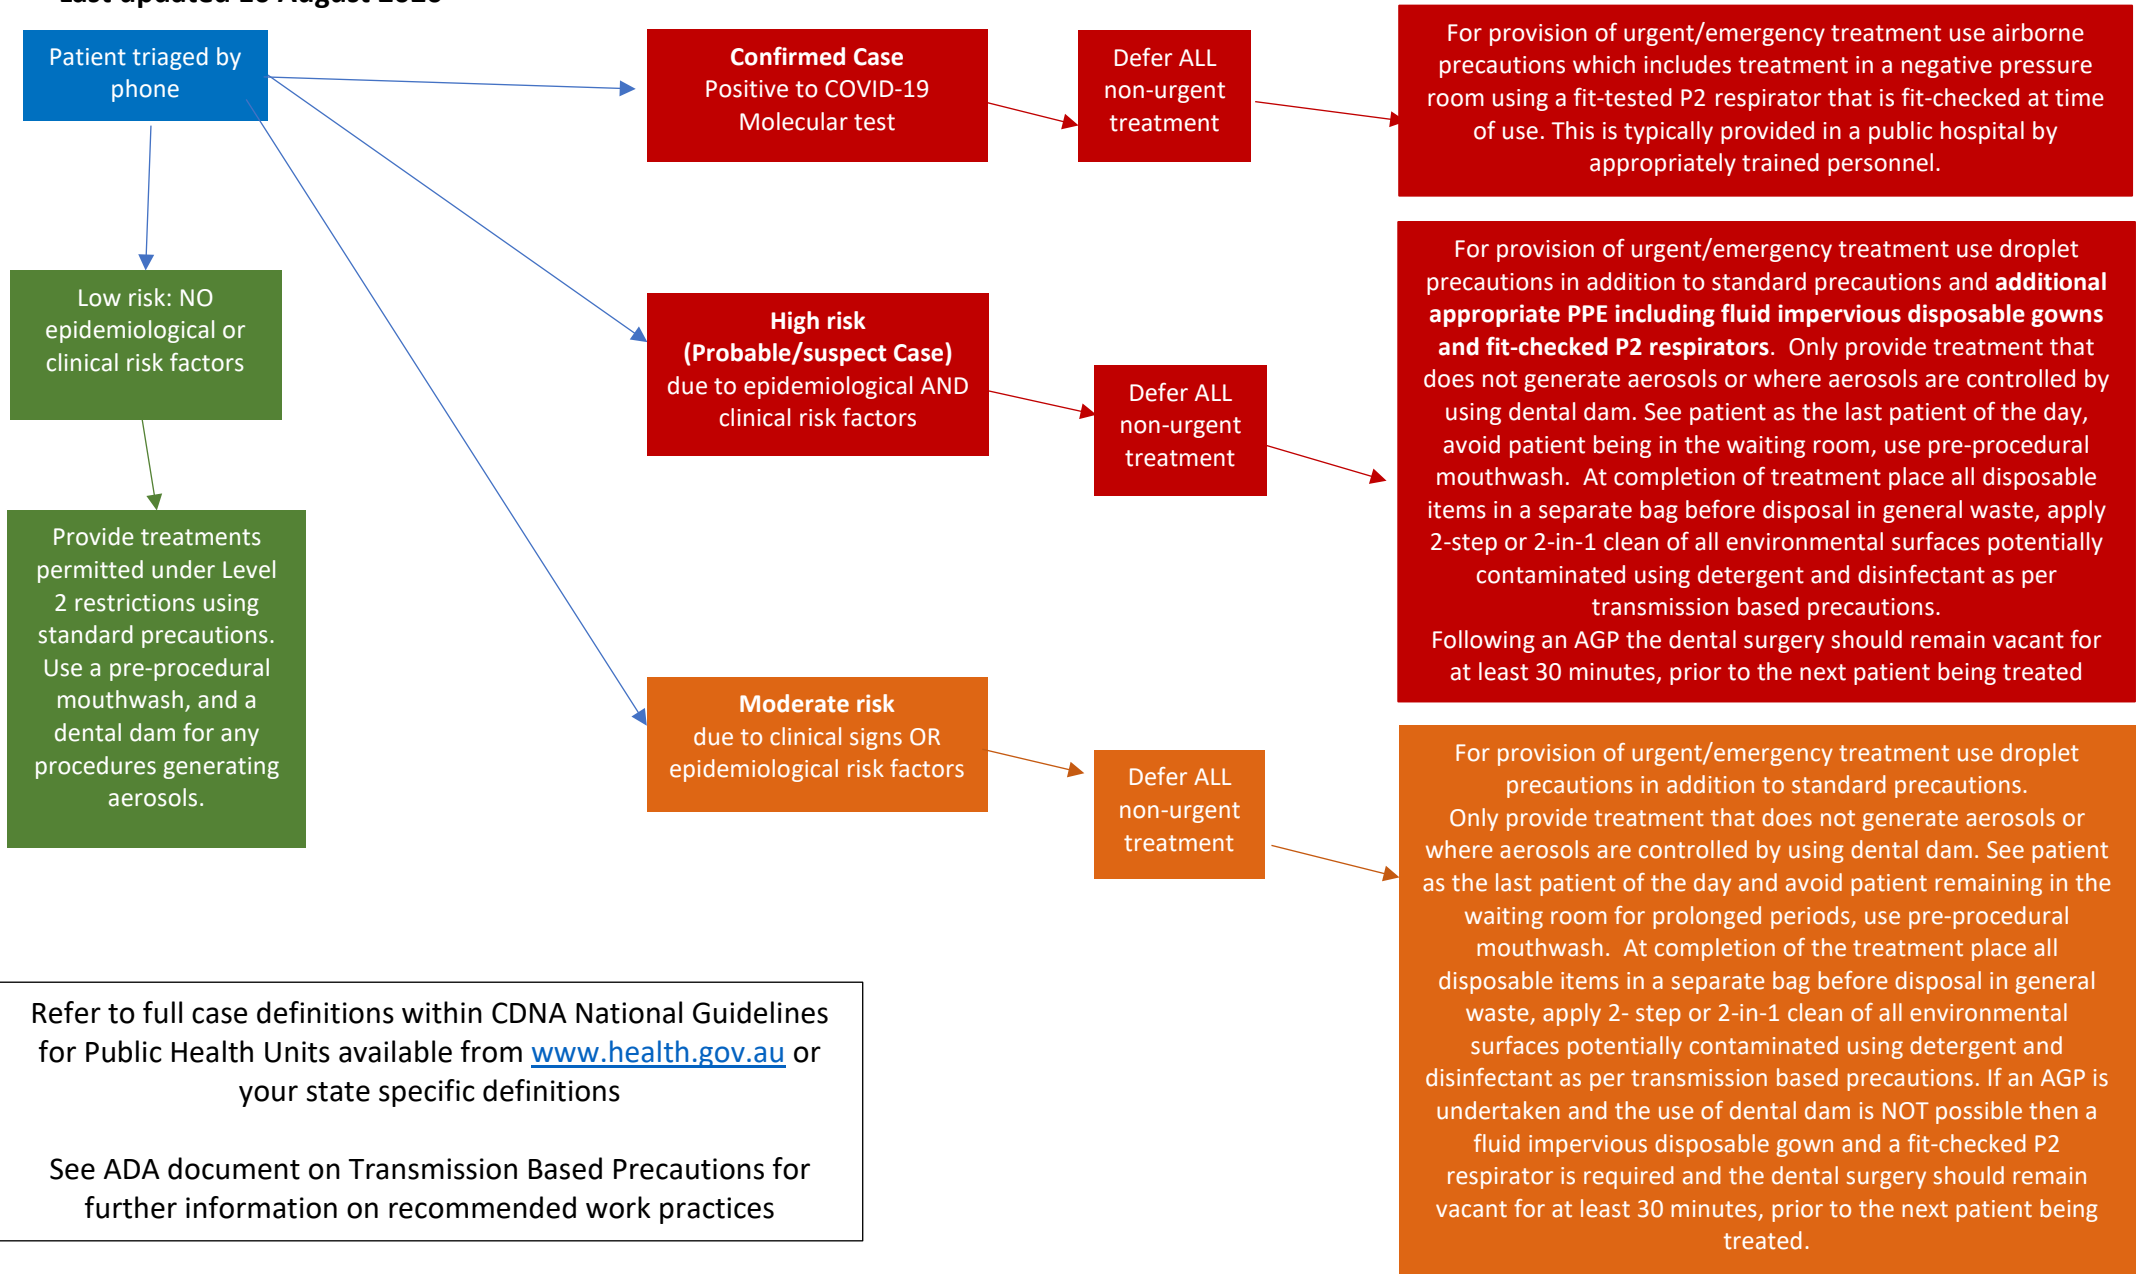 Patient triaged by
phone
Confirmed Case
Positive to COVID-19
Molecular test
Defer ALL
non-urgent
treatment
For provision of urgent/emergency treatment use airborne
precautions which includes treatment in a negative pressure
room using a fit-tested P2 respirator that is fit-checked at time
of use. This is typically provided in a public hospital by
appropriately trained personnel.
Low risk: NO
epidemiological or
clinical risk factors
High risk
(Probable/suspect Case)
due to epidemiological AND
clinical risk factors
Defer ALL
non-urgent
treatment
For provision of urgent/emergency treatment use droplet
precautions in addition to standard precautions and additional
appropriate PPE including fluid impervious disposable gowns
and fit-checked P2 respirators. Only provide treatment that
does not generate aerosols or where aerosols are controlled by
using dental dam. See patient as the last patient of the day,
avoid patient being in the waiting room, use pre-procedural
mouthwash. At completion of treatment place all disposable
items in a separate bag before disposal in general waste, apply
2-step or 2-in-1 clean of all environmental surfaces potentially
contaminated using detergent and disinfectant as per
transmission based precautions.
Following an AGP the dental surgery should remain vacant for
at least 30 minutes, prior to the next patient being treated
Provide treatments
permitted under Level
2 restrictions using
standard precautions.
Use a pre-procedural
mouthwash, and a
dental dam for any
procedures generating
aerosols.
Moderate risk
due to clinical signs OR
epidemiological risk factors
Defer ALL
non-urgent
treatment
For provision of urgent/emergency treatment use droplet
precautions in addition to standard precautions.
Only provide treatment that does not generate aerosols or
where aerosols are controlled by using dental dam. See patient
as the last patient of the day and avoid patient remaining in the
waiting room for prolonged periods, use pre-procedural
mouthwash. At completion of the treatment place all
disposable items in a separate bag before disposal in general
waste, apply 2- step or 2-in-1 clean of all environmental
surfaces potentially contaminated using detergent and
disinfectant as per transmission based precautions. If an AGP is
undertaken and the use of dental dam is NOT possible then a
fluid impervious disposable gown and a fit-checked P2
respirator is required and the dental surgery should remain
vacant for at least 30 minutes, prior to the next patient being
treated.
Refer to full case definitions within CDNA National Guidelines
for Public Health Units available from www.health.gov.au or
your state specific definitions
See ADA document on Transmission Based Precautions for
further information on recommended work practices